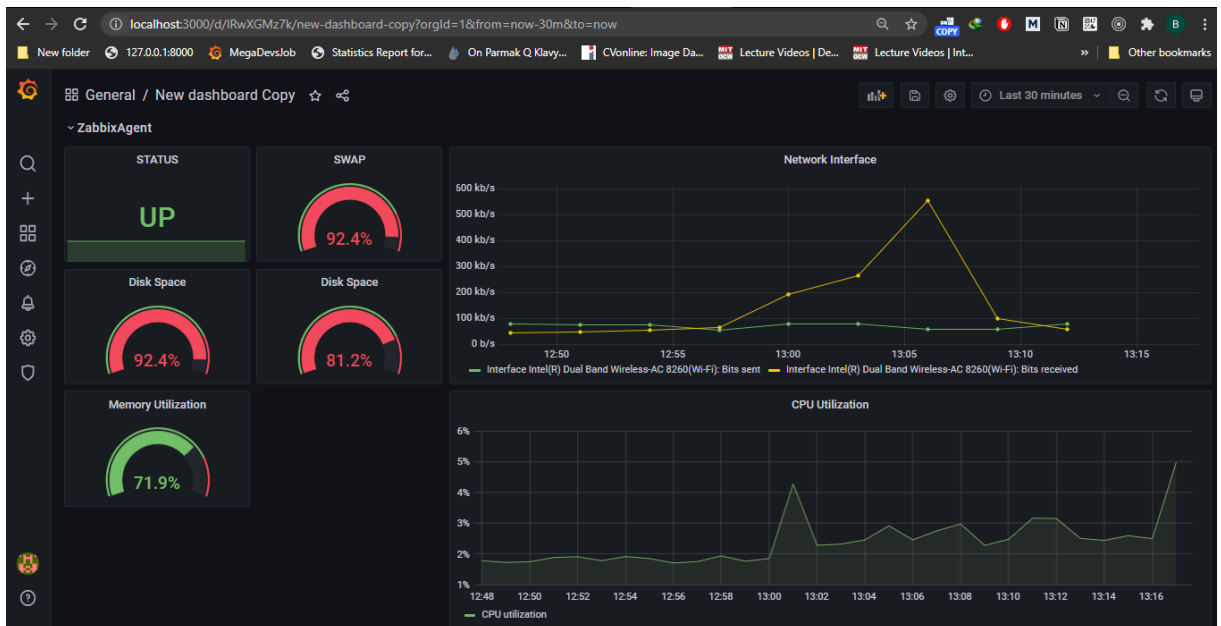 localhost:3000/d/lRwXGMz7k/new-dashboard-copy?orgId=1&from=now-30m&to=now
COPY
M
B
New folder
127.0.0.1:8000
MegaDevsJob
Statistics Report for...
On Parmak Q Klavy...
CVonline: Image Da...
MIT OCW
Lecture Videos | De...
MIT OCW
Lecture Videos | Int...
»
Other bookmarks
General / New dashboard Copy
Last 30 minutes
ZabbixAgent
STATUS
UP
SWAP
92.4%
Disk Space
92.4%
Disk Space
81.2%
Memory Utilization
71.9%
Network Interface
600 kb/s
500 kb/s
400 kb/s
300 kb/s
200 kb/s
100 kb/s
0 b/s
12:50 12:55 13:00 13:05 13:10 13:15
Interface Intel(R) Dual Band Wireless-AC 8260(Wi-Fi): Bits sent Interface Intel(R) Dual Band Wireless-AC 8260(Wi-Fi): Bits received
CPU Utilization
6%
5%
4%
3%
2%
1%
12:48 12:50 12:52 12:54 12:56 12:58 13:00 13:02 13:04 13:06 13:08 13:10 13:12 13:14 13:16
CPU utilization